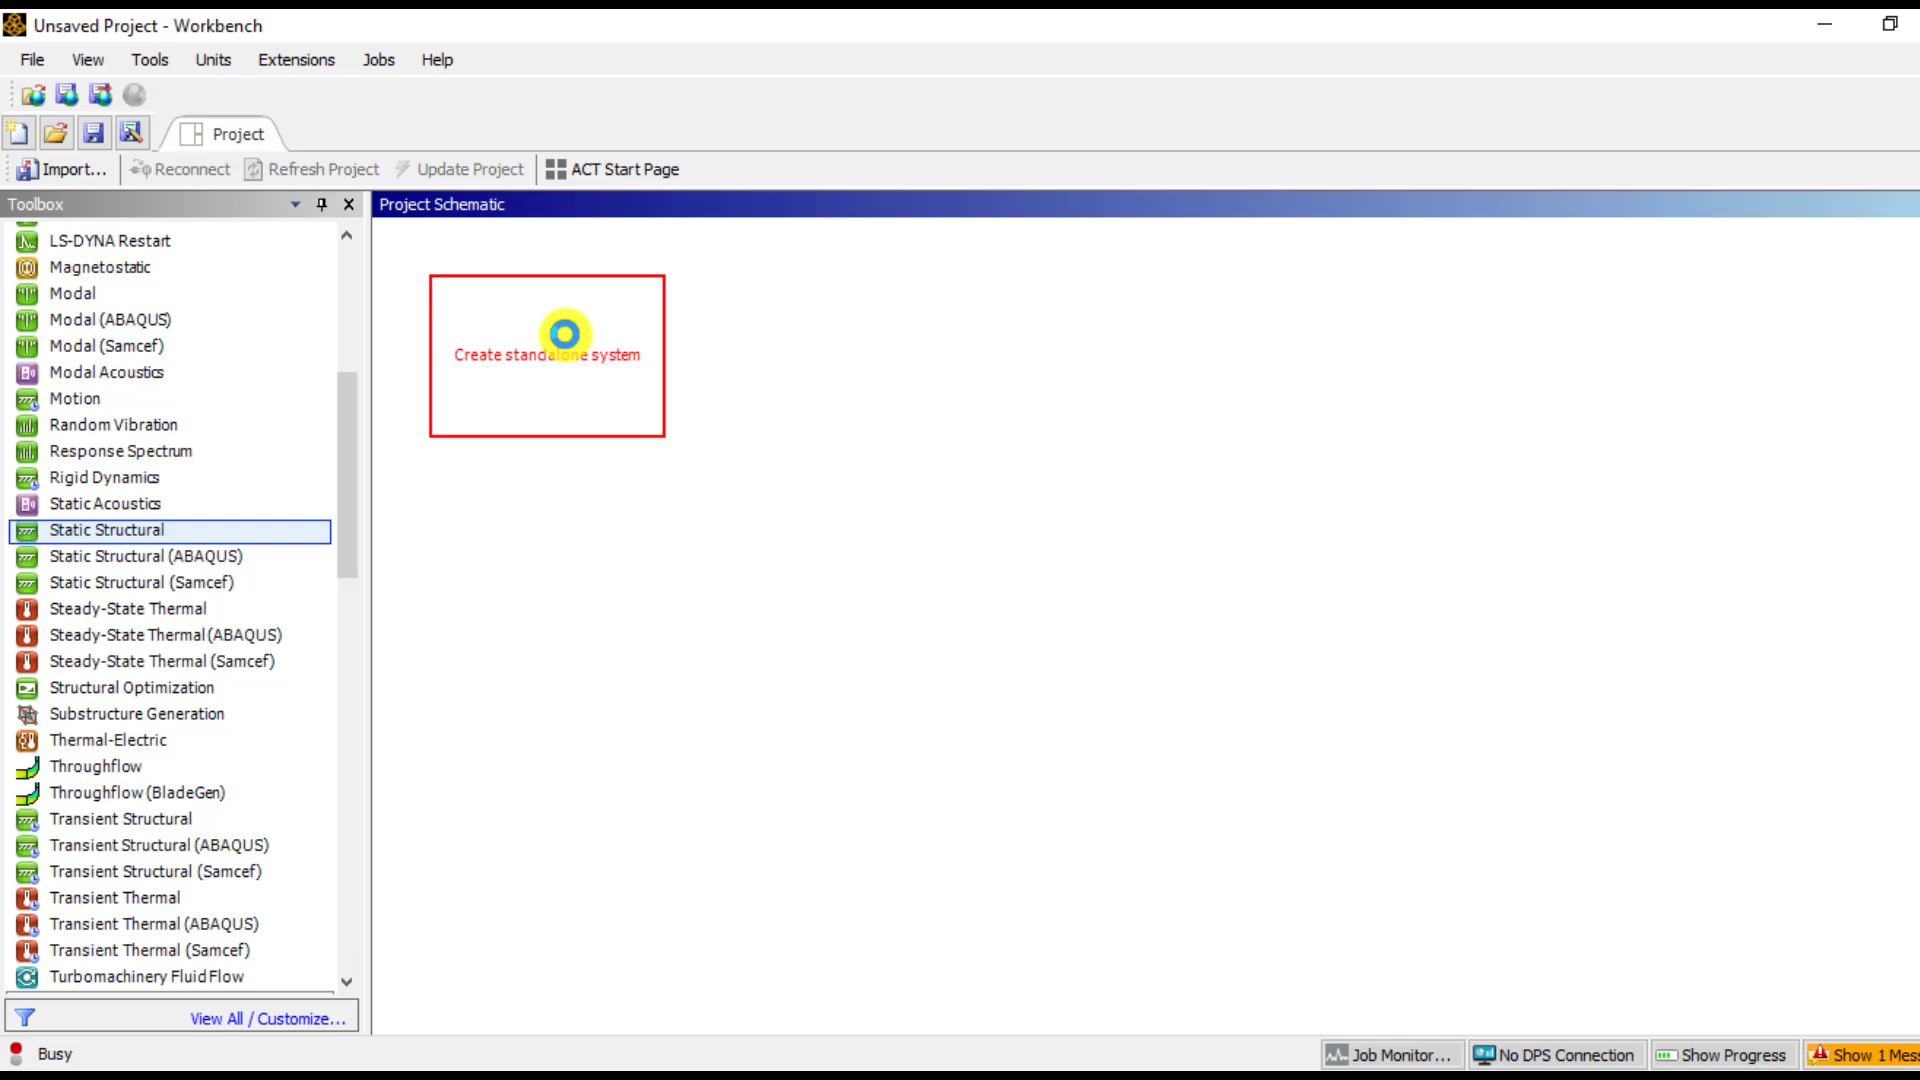 Unsaved Project - Workbench
File View Tools Units Extensions Jobs Help
Project
Import... Reconnect Refresh Project Update Project ACT Start Page
Toolbox
Project Schematic
LS-DYNA Restart
Magnetostatic
Modal
Modal (ABAQUS)
Modal (Samcef)
Modal Acoustics
Motion
Random Vibration
Response Spectrum
Rigid Dynamics
Static Acoustics
Static Structural
Static Structural (ABAQUS)
Static Structural (Samcef)
Steady-State Thermal
Steady-State Thermal (ABAQUS)
Steady-State Thermal (Samcef)
Structural Optimization
Substructure Generation
Thermal-Electric
Throughflow
Throughflow (BladeGen)
Transient Structural
Transient Structural (ABAQUS)
Transient Structural (Samcef)
Transient Thermal
Transient Thermal (ABAQUS)
Transient Thermal (Samcef)
Turbomachinery Fluid Flow
View All / Customize...
Create standalone system
Busy
Job Monitor... No DPS Connection Show Progress Show 1 Mess